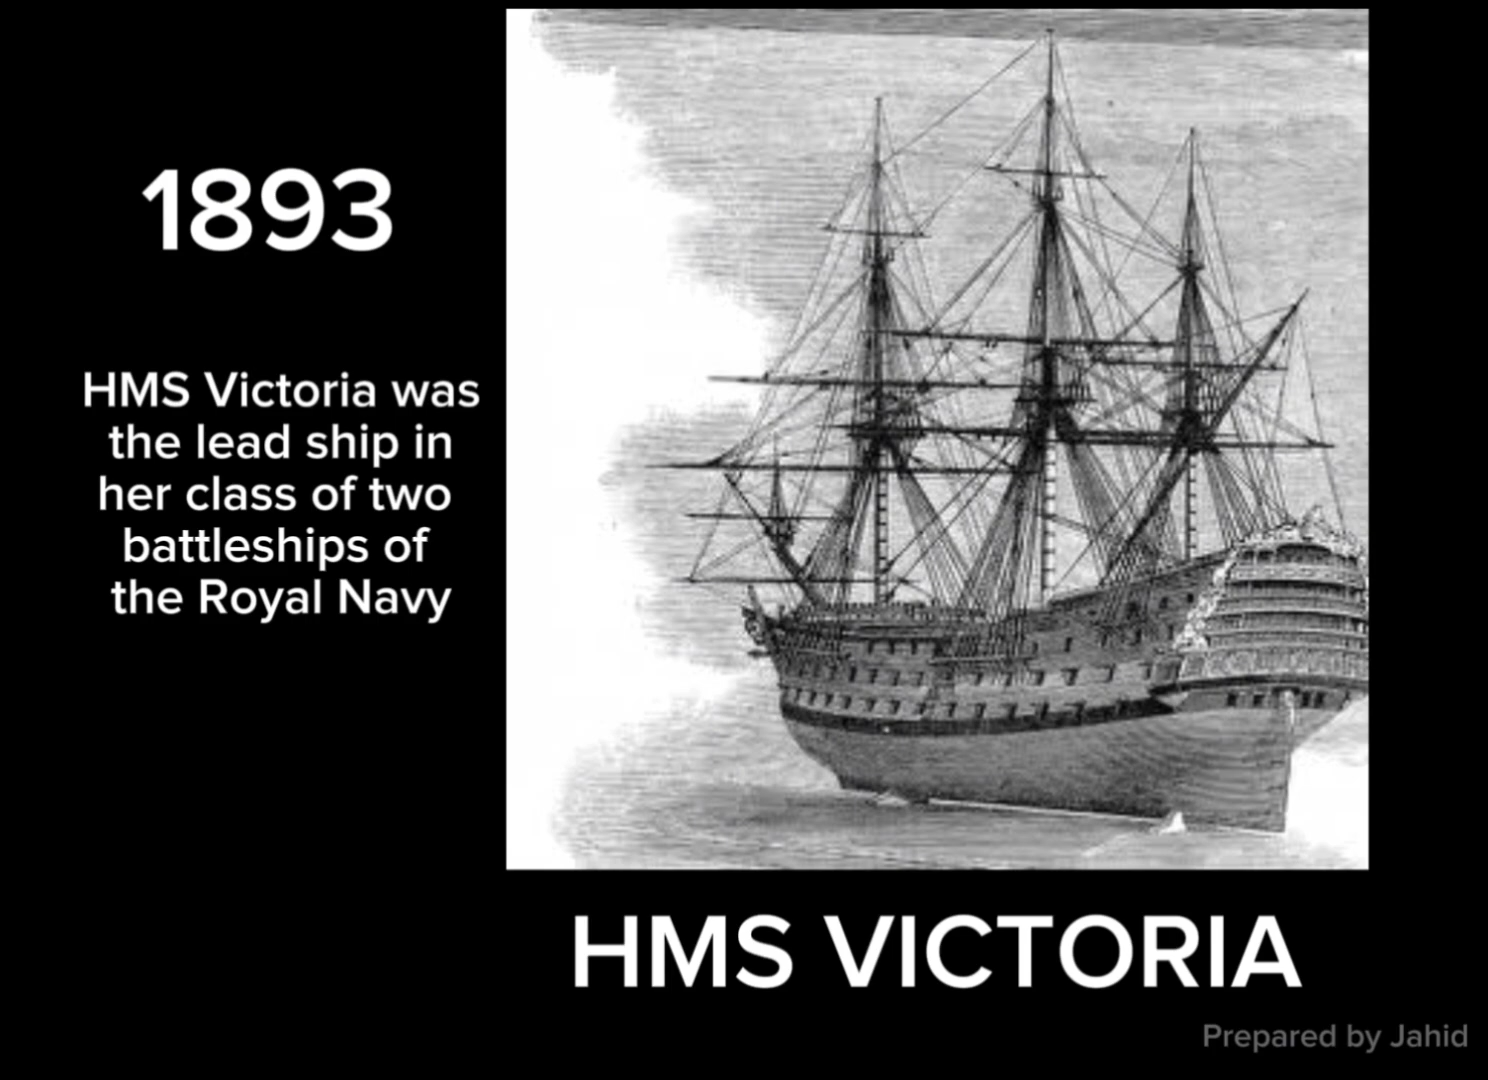 1893
HMS Victoria was
the lead ship in
her class of two
battleships of
the Royal Navy
HMS VICTORIA
Prepared by Jahid